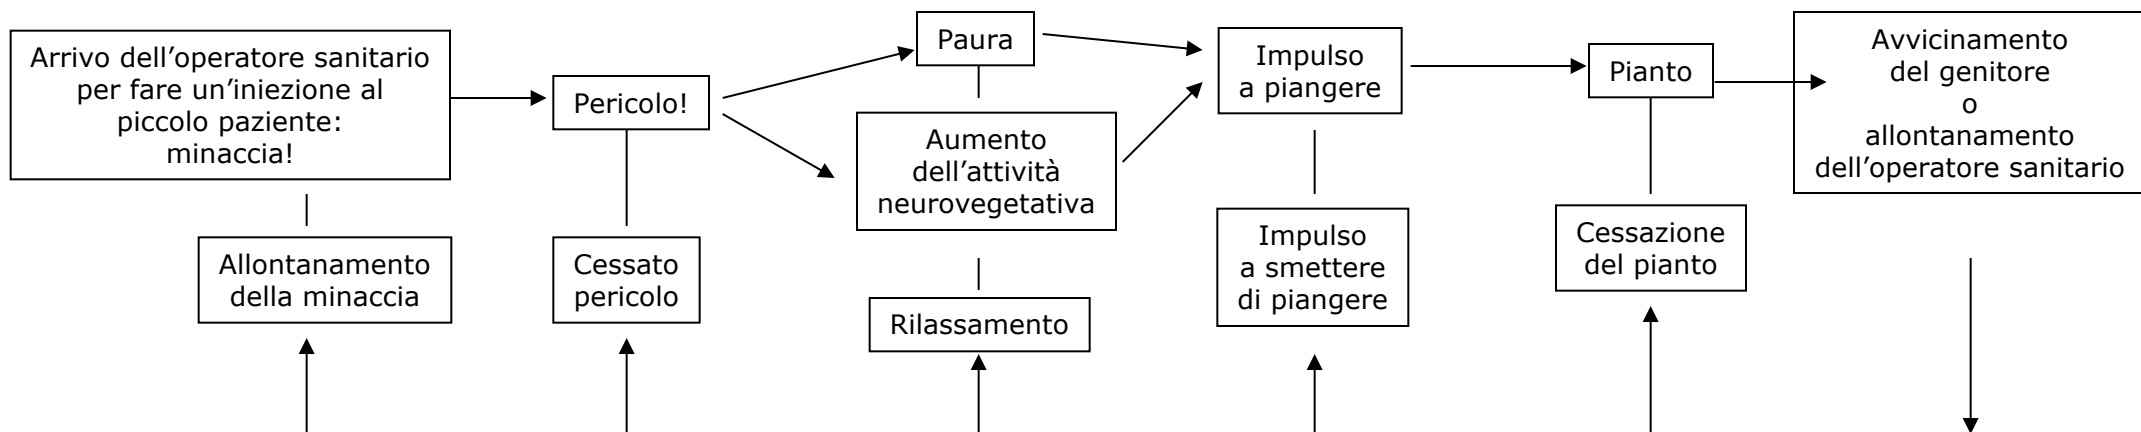 Arrivo dell’operatore sanitario
per fare un’iniezione al
piccolo paziente:
minaccia!
Pericolo!
Paura
Aumento
dell’attività
neurovegetativa
Impulso
a piangere
Pianto
Avvicinamento
del genitore
o
allontanamento
dell’operatore sanitario
Allontanamento
della minaccia
Cessato
pericolo
Rilassamento
Impulso
a smettere
di piangere
Cessazione
del pianto